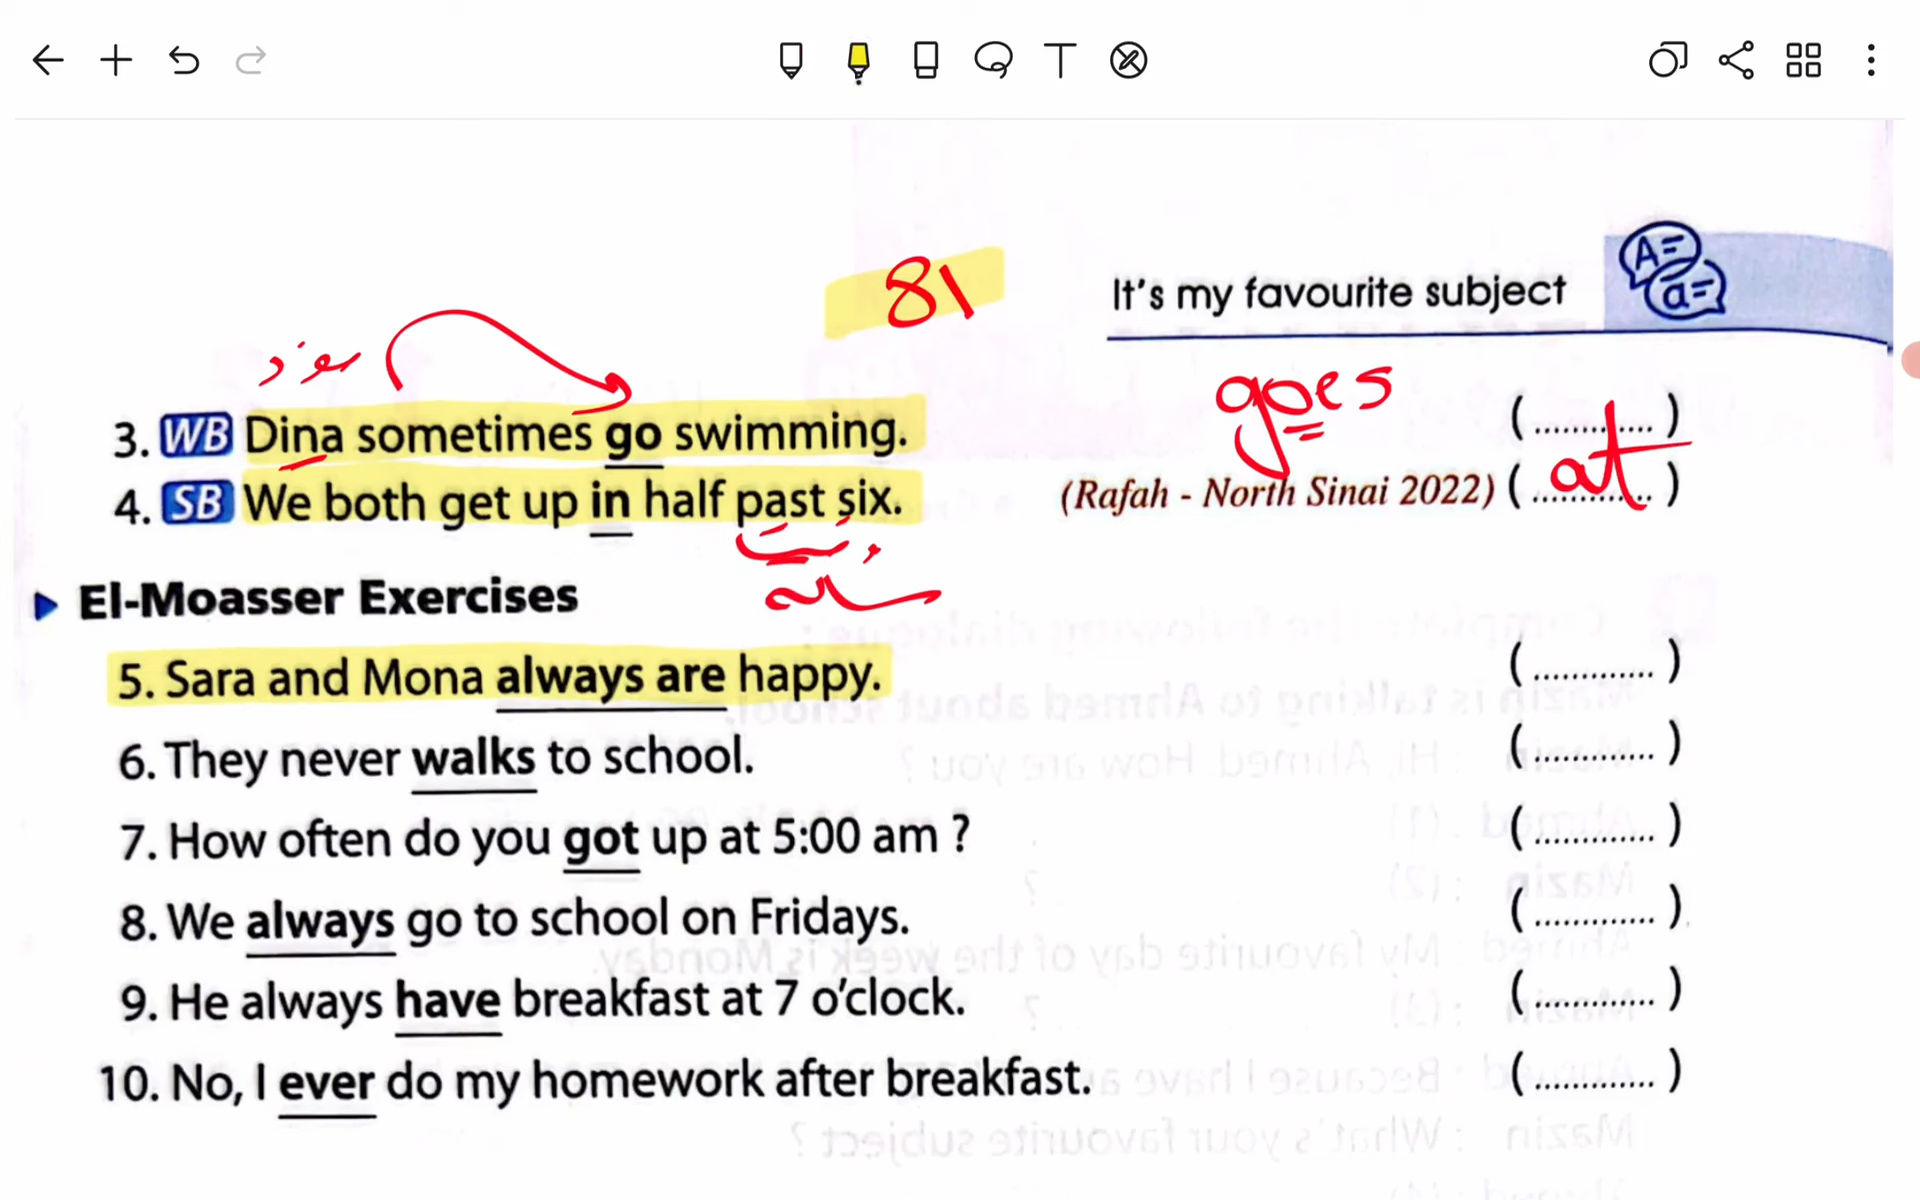 81
It's my favourite subject
A= a=
مفرد
goes
3. WB Dina sometimes go swimming. (............)
4. SB We both get up in half past six. (Rafah - North Sinai 2022) (............)
at
El-Moasser Exercises
5. Sara and Mona always are happy. (............)
6. They never walks to school. (............)
7. How often do you got up at 5:00 am ? (............)
8. We always go to school on Fridays. (............)
9. He always have breakfast at 7 o'clock. (............)
10. No, I ever do my homework after breakfast. (............)